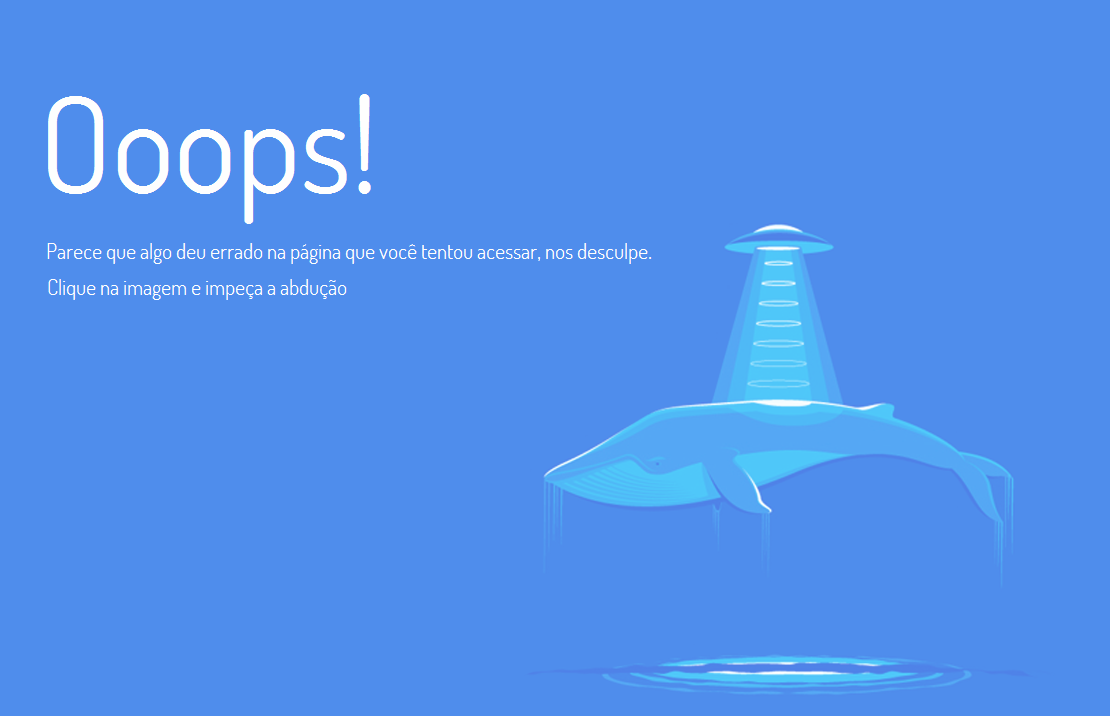 Ooops!
Parece que algo deu errado na página que você tentou acessar, nos desculpe.
Clique na imagem e impeça a abdução